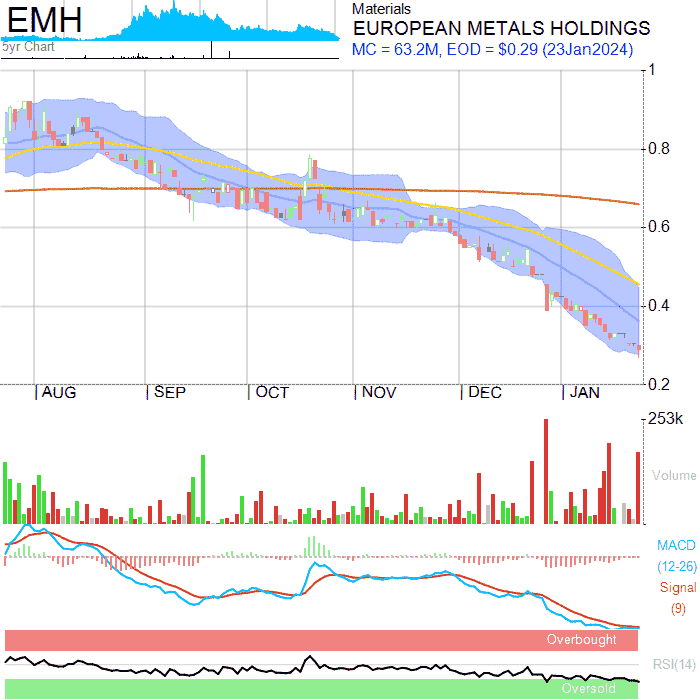 EMH
5yr Chart
Materials
EUROPEAN METALS HOLDINGS
MC = 63.2M, EOD = $0.29 (23Jan2024)
1
0.8
0.6
0.4
0.2
AUG SEP OCT NOV DEC JAN
253k
Volume
MACD
(12-26)
Signal
(9)
Overbought
RSI(14)
Oversold